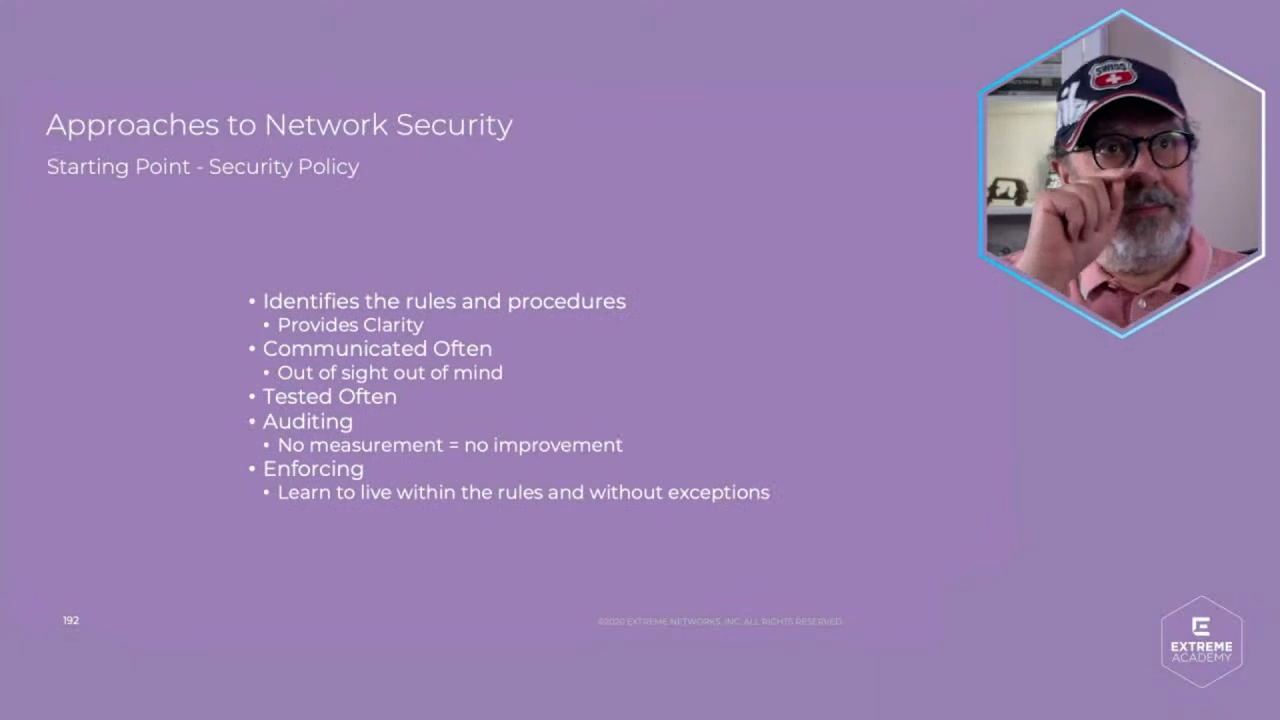 Approaches to Network Security
Starting Point - Security Policy
SWISS
• Identifies the rules and procedures
• Provides Clarity
• Communicated Often
• Out of sight out of mind
• Tested Often
• Auditing
• No measurement = no improvement
• Enforcing
• Learn to live within the rules and without exceptions
192
©2020 EXTREME NETWORKS, INC. ALL RIGHTS RESERVED.
E
EXTREME
ACADEMY